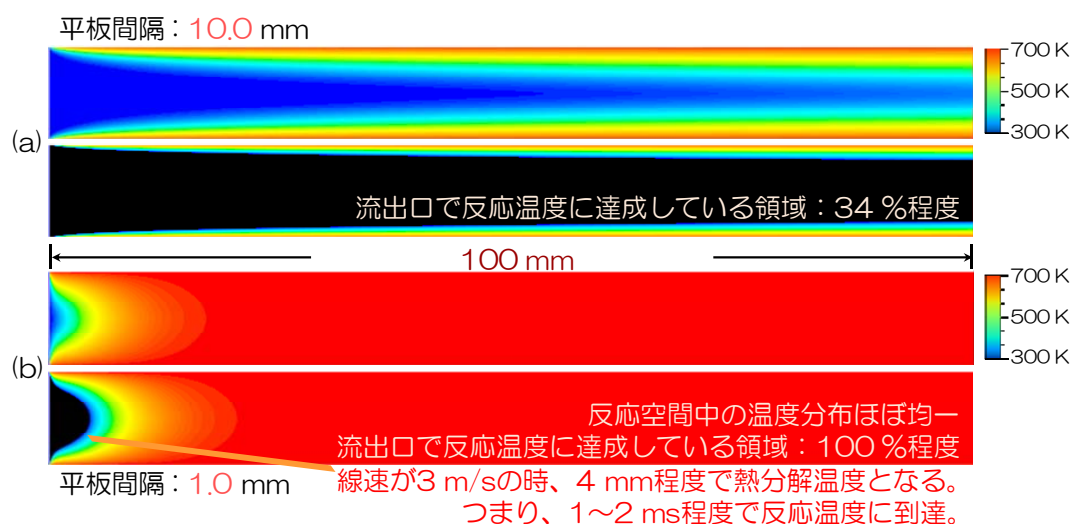 平板間隔：10.0 mm
700 K
500 K
300 K
(a)
流出口で反応温度に達成している領域：34 %程度
100 mm
700 K
500 K
300 K
(b)
反応空間中の温度分布ほぼ均一
流出口で反応温度に達成している領域：100 %程度
平板間隔：1.0 mm
線速が3 m/sの時、4 mm程度で熱分解温度となる。
つまり、1～2 ms程度で反応温度に到達。